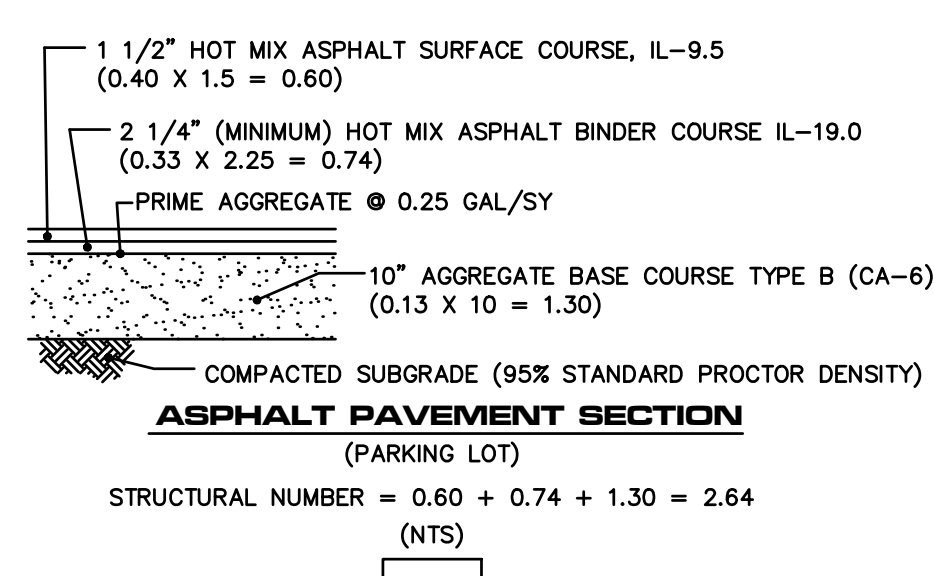 1 1/2" HOT MIX ASPHALT SURFACE COURSE, IL-9.5
(0.40 X 1.5 = 0.60)
2 1/4" (MINIMUM) HOT MIX ASPHALT BINDER COURSE IL-19.0
(0.33 X 2.25 = 0.74)
PRIME AGGREGATE @ 0.25 GAL/SY
10" AGGREGATE BASE COURSE TYPE B (CA-6)
(0.13 X 10 = 1.30)
COMPACTED SUBGRADE (95% STANDARD PROCTOR DENSITY)
ASPHALT PAVEMENT SECTION
(PARKING LOT)
STRUCTURAL NUMBER = 0.60 + 0.74 + 1.30 = 2.64
(NTS)